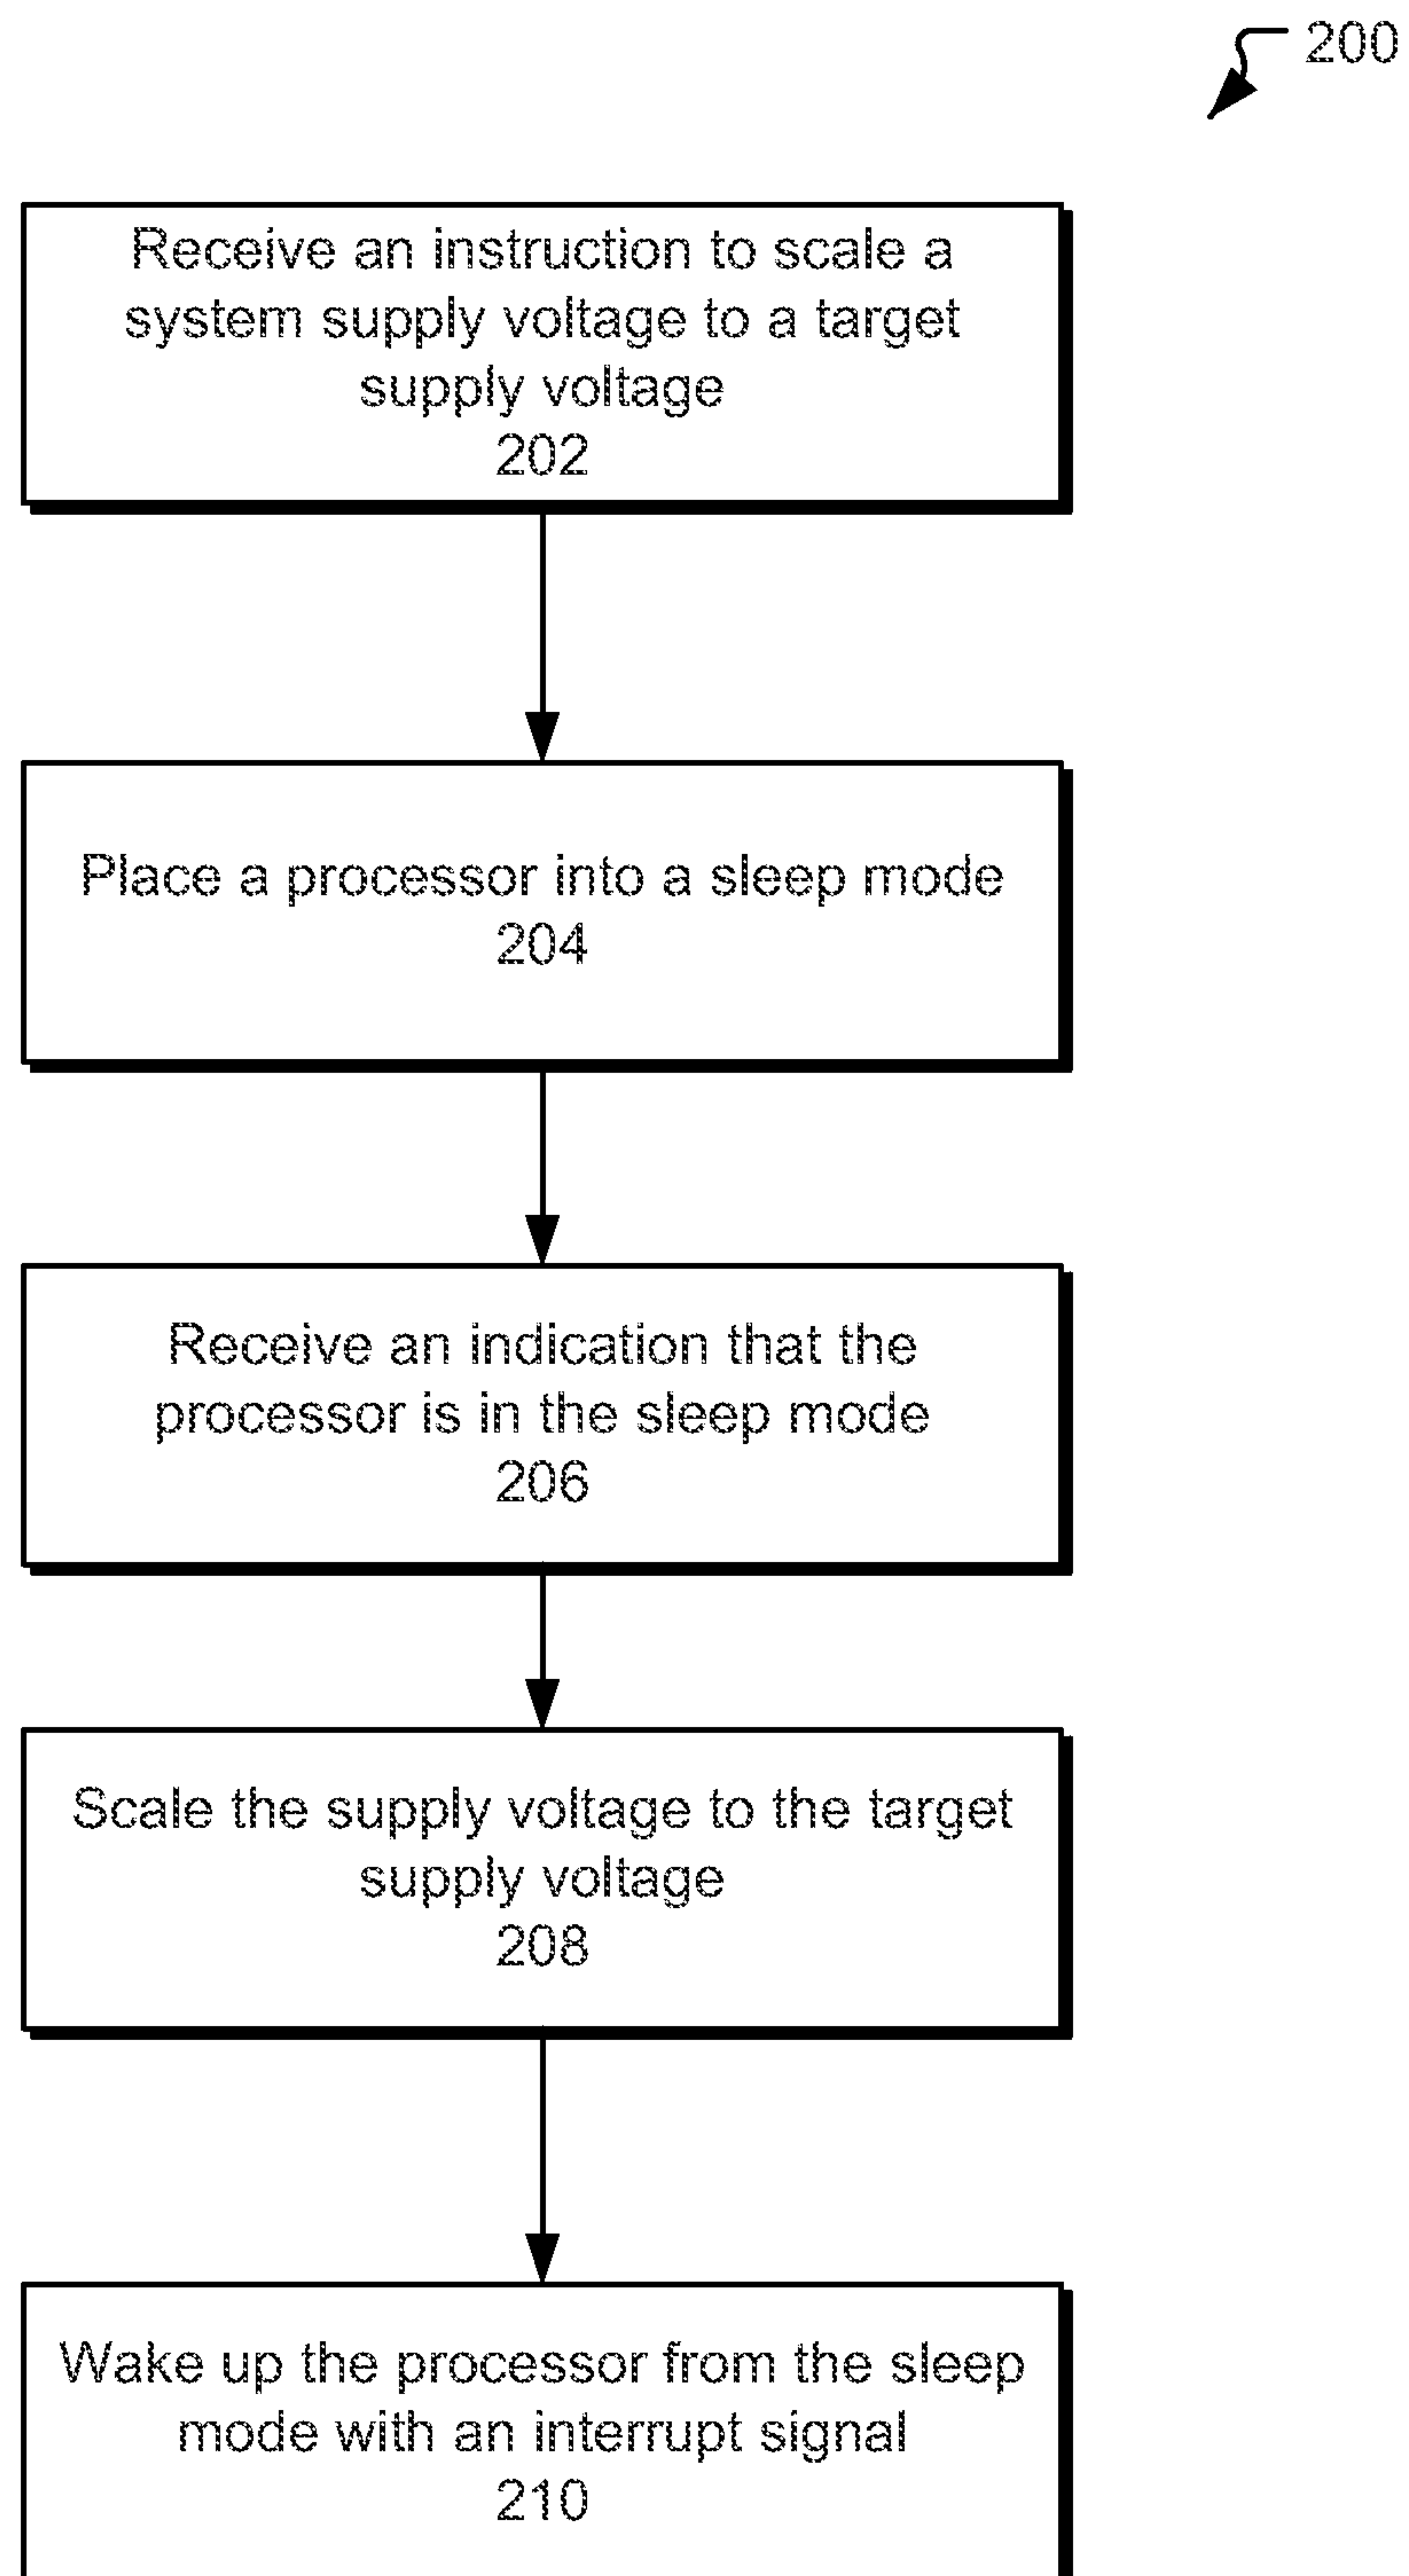 200
Receive an instruction to scale a
system supply voltage to a target
supply voltage
202
Place a processor into a sleep mode
204
Receive an indication that the
processor is in the sleep mode
206
Scale the supply voltage to the target
supply voltage
208
Wake up the processor from the sleep
mode with an interrupt signal
210